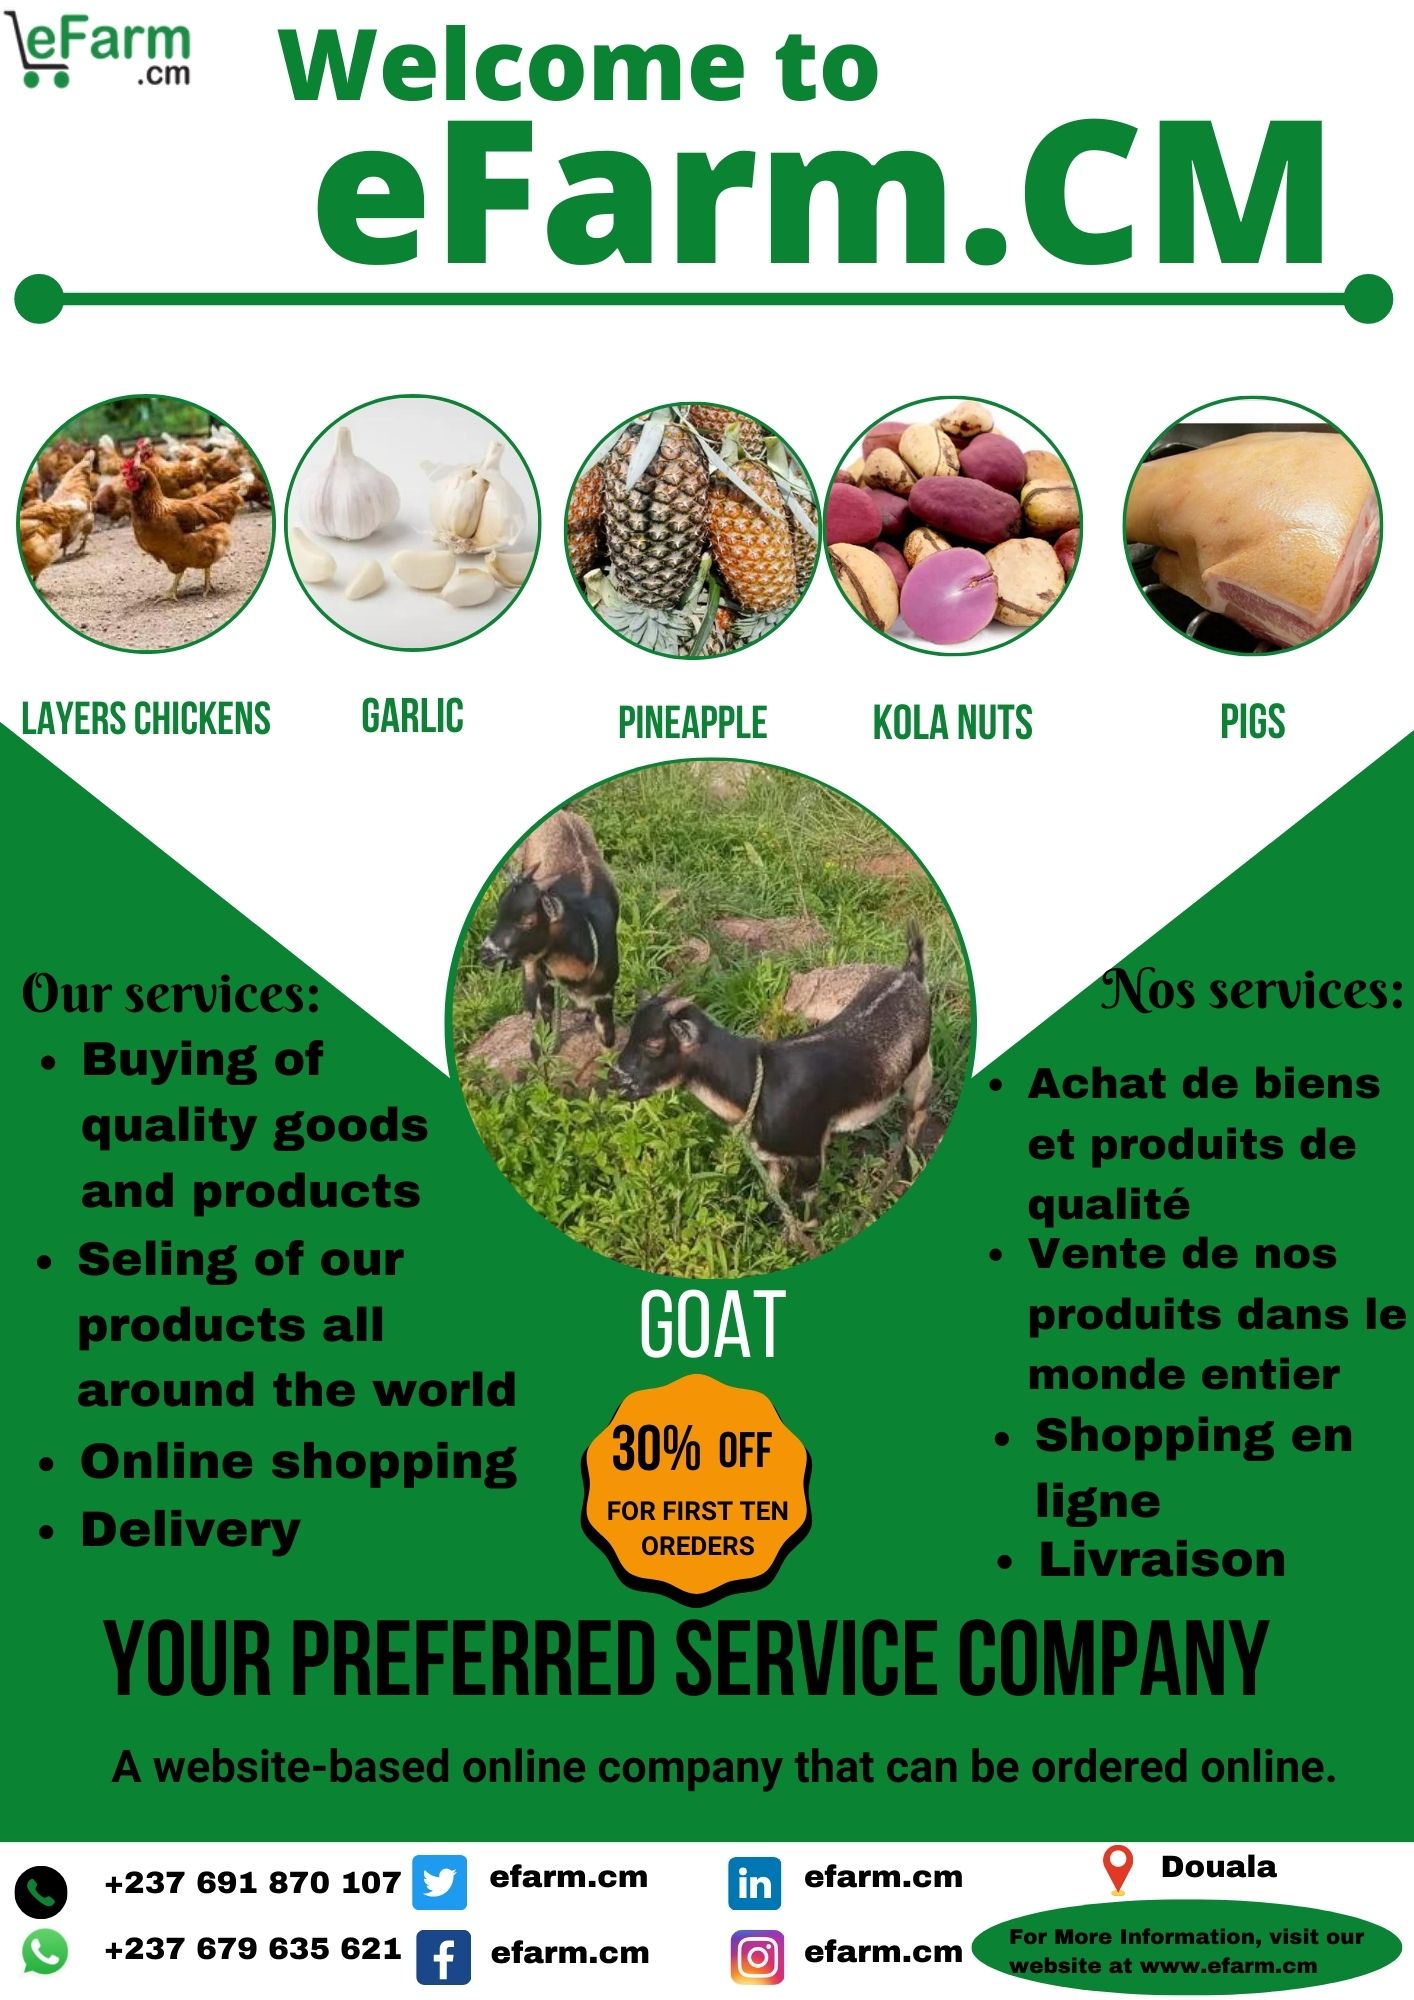 eFarm
.cm
Welcome to
eFarm.CM
LAYERS CHICKENS
GARLIC
PINEAPPLE
KOLA NUTS
PIGS
Our services:
• Buying of
quality goods
and products
• Seling of our
products all
around the world
• Online shopping
• Delivery
GOAT
30% OFF
FOR FIRST TEN
OREDERS
Nos services:
• Achat de biens
et produits de
qualité
• Vente de nos
produits dans le
monde entier
• Shopping en
ligne
• Livraison
YOUR PREFERRED SERVICE COMPANY
A website-based online company that can be ordered online.
+237 691 870 107
+237 679 635 621
efarm.cm
efarm.cm
efarm.cm
efarm.cm
Douala
For More Information, visit our
website at www.efarm.cm